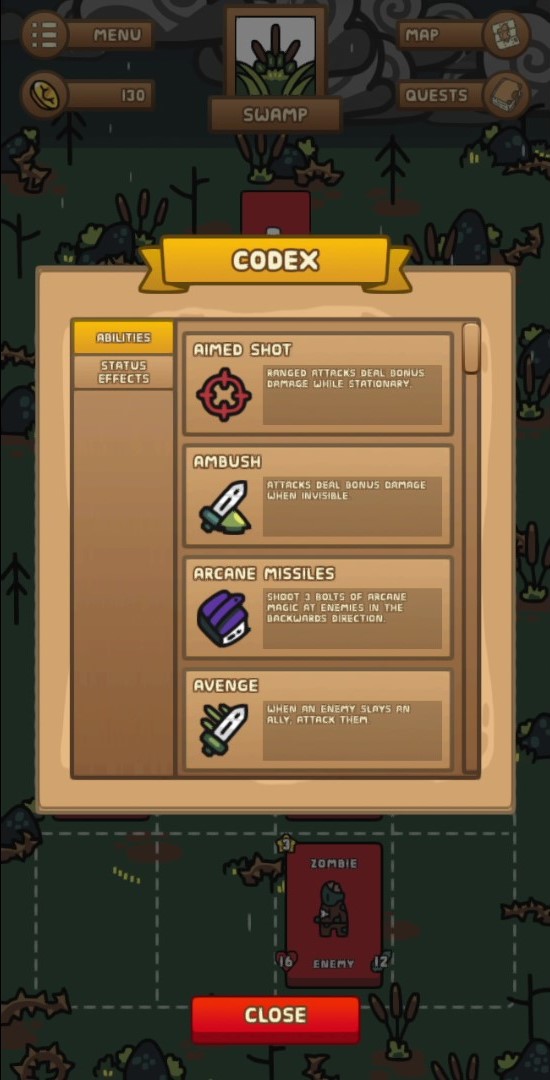 MENU
MAP
130
QUESTS
SWAMP
CODEX
ABILITIES
STATUS
EFFECTS
AIMED SHOT
RANGED ATTACKS DEAL BONUS
DAMAGE WHILE STATIONARY.
AMBUSH
ATTACKS DEAL BONUS DAMAGE
WHEN INVISIBLE.
ARCANE MISSILES
SHOOT 3 BOLTS OF ARCANE
MAGIC AT ENEMIES IN THE
BACKWARDS DIRECTION.
AVENGE
WHEN AN ENEMY SLAYS AN
ALLY, ATTACK THEM
3
ZOMBIE
16 ENEMY 12
CLOSE